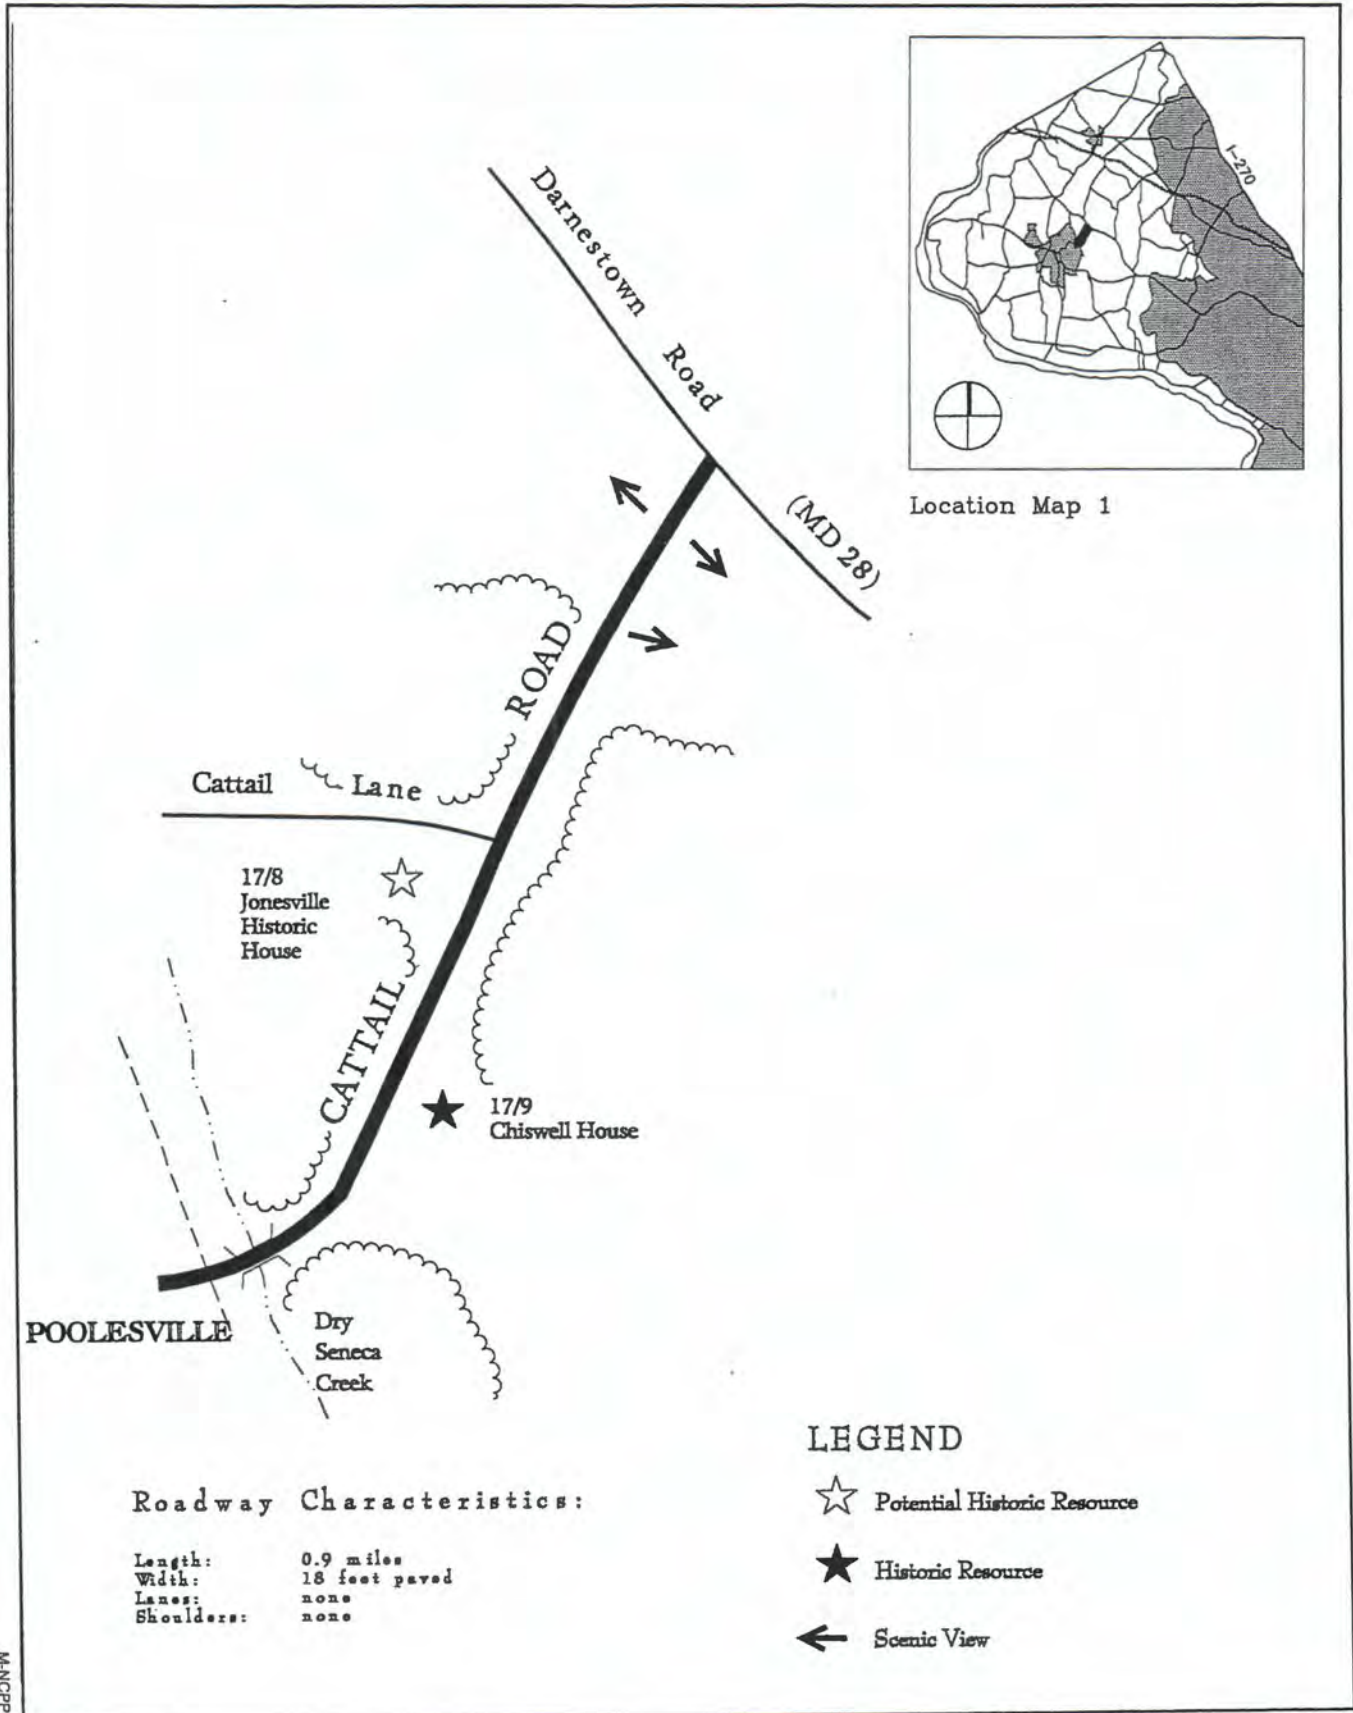 I-270
Location Map 1
Darnestown Road
(MD 28)
CATTAIL ROAD
Cattail Lane
17/8
Jonesville
Historic
House
17/9
Chiswell House
POOLESVILLE
Dry
Seneca
Creek
LEGEND
Potential Historic Resource
Historic Resource
Scenic View
Roadway Characteristics:
Length: 0.9 miles
Width: 18 feet paved
Lanes: none
Shoulders: none
M-NCPP